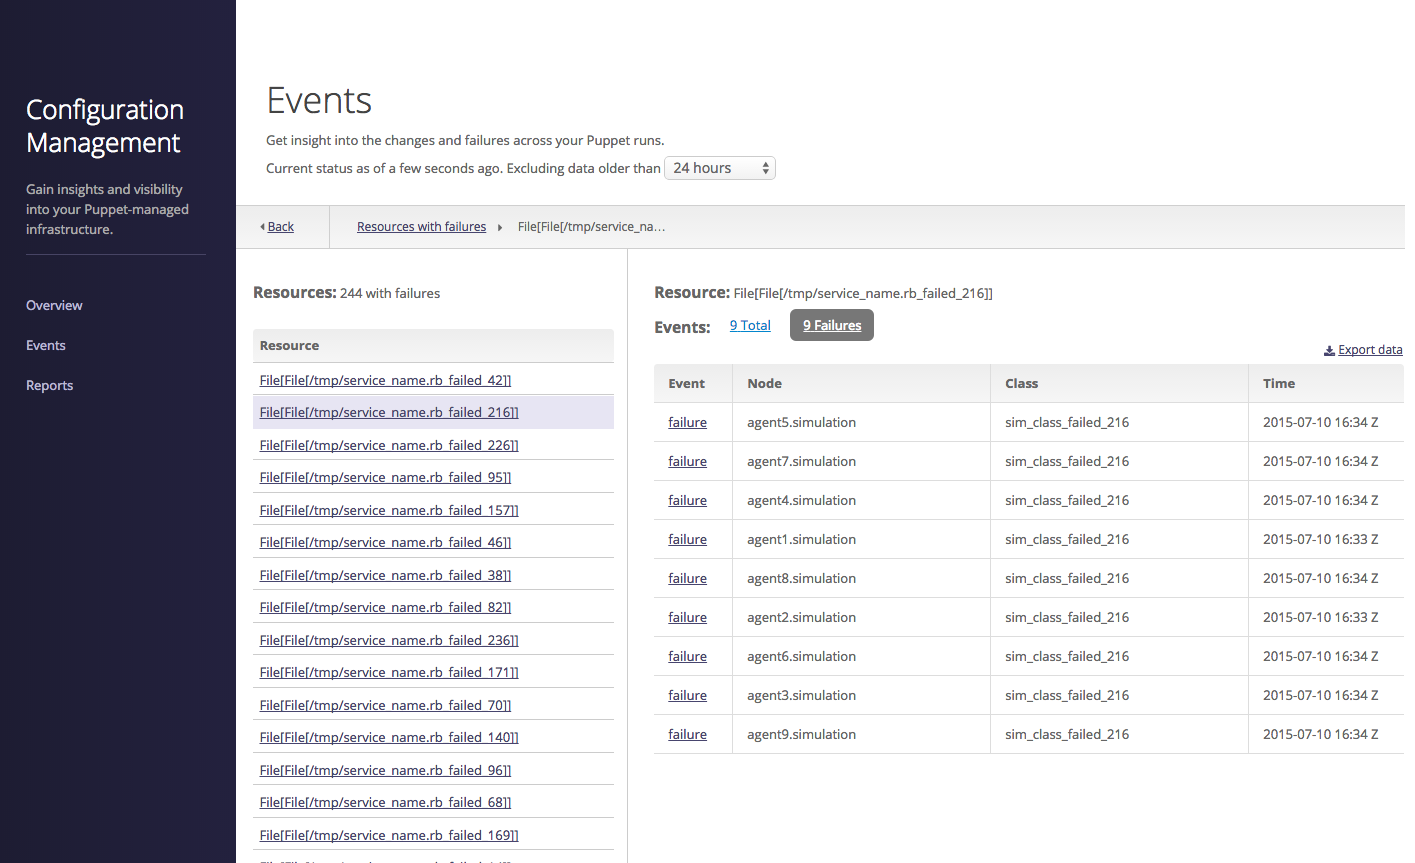 Configuration
Management
Gain insights and visibility
into your Puppet-managed
infrastructure.
Overview
Events
Reports
Events
Get insight into the changes and failures across your Puppet runs.
Current status as of a few seconds ago. Excluding data older than 24 hours
Back Resources with failures File[File[/tmp/service_na...
Resources: 244 with failures
Resource
File[File[/tmp/service_name.rb_failed_42]]
File[File[/tmp/service_name.rb_failed_216]]
File[File[/tmp/service_name.rb_failed_226]]
File[File[/tmp/service_name.rb_failed_95]]
File[File[/tmp/service_name.rb_failed_157]]
File[File[/tmp/service_name.rb_failed_46]]
File[File[/tmp/service_name.rb_failed_38]]
File[File[/tmp/service_name.rb_failed_82]]
File[File[/tmp/service_name.rb_failed_236]]
File[File[/tmp/service_name.rb_failed_171]]
File[File[/tmp/service_name.rb_failed_70]]
File[File[/tmp/service_name.rb_failed_140]]
File[File[/tmp/service_name.rb_failed_96]]
File[File[/tmp/service_name.rb_failed_68]]
File[File[/tmp/service_name.rb_failed_169]]
Resource: File[File[/tmp/service_name.rb_failed_216]]
Events: 9 Total 9 Failures
Export data
Event Node Class Time
failure agent5.simulation sim_class_failed_216 2015-07-10 16:34 Z
failure agent7.simulation sim_class_failed_216 2015-07-10 16:34 Z
failure agent4.simulation sim_class_failed_216 2015-07-10 16:34 Z
failure agent1.simulation sim_class_failed_216 2015-07-10 16:33 Z
failure agent8.simulation sim_class_failed_216 2015-07-10 16:34 Z
failure agent2.simulation sim_class_failed_216 2015-07-10 16:33 Z
failure agent6.simulation sim_class_failed_216 2015-07-10 16:34 Z
failure agent3.simulation sim_class_failed_216 2015-07-10 16:34 Z
failure agent9.simulation sim_class_failed_216 2015-07-10 16:34 Z